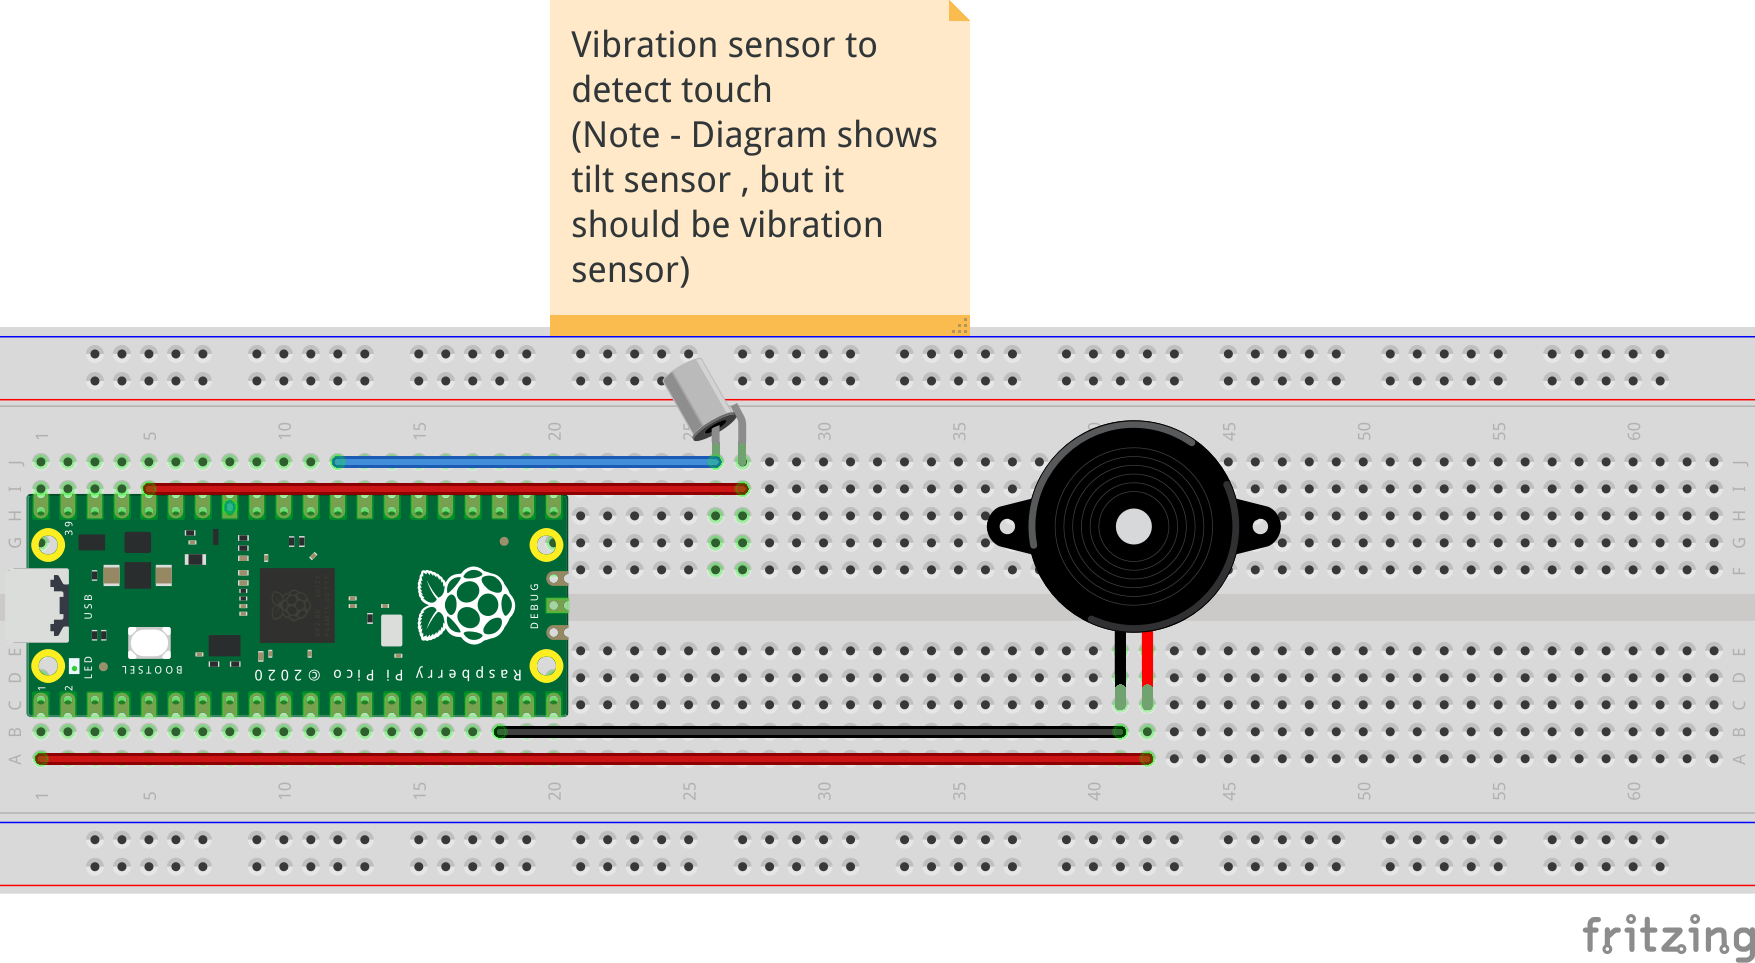 Vibration sensor to
detect touch
(Note - Diagram shows
tilt sensor , but it
should be vibration
sensor)
1 5 10 15 20 25 30 35 40 45 50 55 60
J J
I I
H H
G G
F
39
USB
DEBUG
E E
D D
C C
B B
A A
LED
BOOTSEL
Raspberry Pi Pico ©2020
1
2
1 5 10 15 20 25 30 35 40 45 50 55 60
fritzing